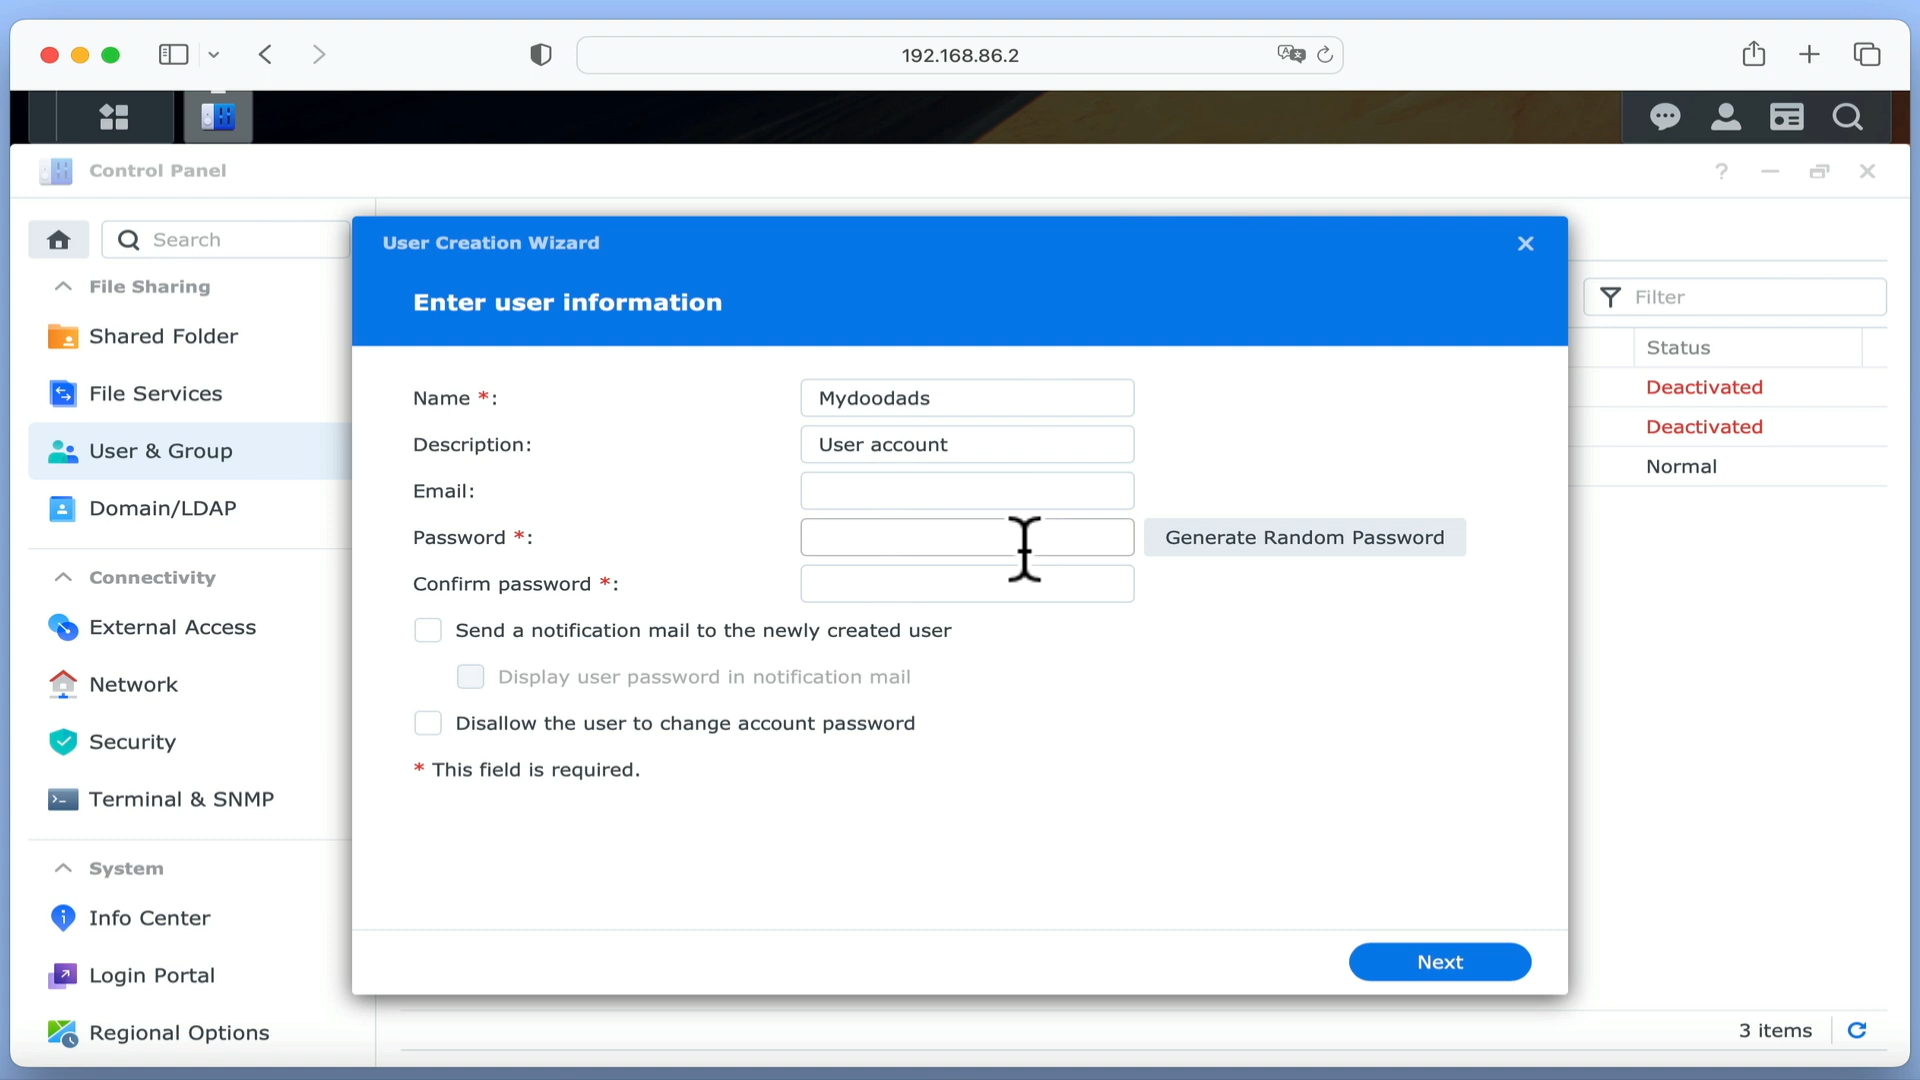 192.168.86.2
Control Panel
Search
File Sharing
Shared Folder
File Services
User & Group
Domain/LDAP
Connectivity
External Access
Network
Security
Terminal & SNMP
System
Info Center
Login Portal
Regional Options
User Creation Wizard
Enter user information
Name *:
Mydoodads
Description:
User account
Email:
Password *:
Generate Random Password
Confirm password *:
Send a notification mail to the newly created user
Display user password in notification mail
Disallow the user to change account password
* This field is required.
Next
Filter
Status
Deactivated
Deactivated
Normal
3 items